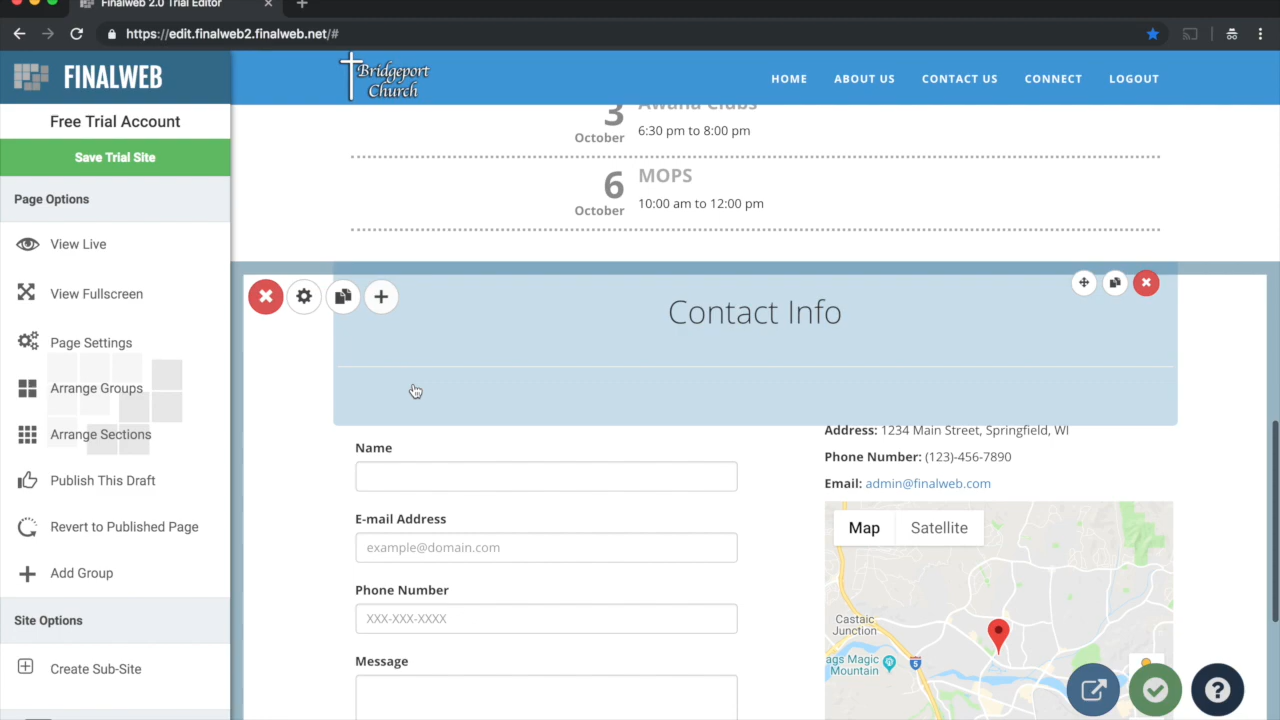 Finalweb 2.0 Trial Editor
https://edit.finalweb2.finalweb.net/#
FINALWEB
Free Trial Account
Save Trial Site
Page Options
View Live
View Fullscreen
Page Settings
Arrange Groups
Arrange Sections
Publish This Draft
Revert to Published Page
Add Group
Site Options
Create Sub-Site
Bridgeport
Church
HOME ABOUT US CONTACT US CONNECT LOGOUT
3 Awana Clubs
October 6:30 pm to 8:00 pm
6 MOPS
October 10:00 am to 12:00 pm
Contact Info
Name
E-mail Address
example@domain.com
Phone Number
XXX-XXX-XXXX
Message
Address: 1234 Main Street, Springfield, WI
Phone Number: (123)-456-7890
Email: admin@finalweb.com
Map Satellite
Castaic
Junction
ags Magic
Mountain
5